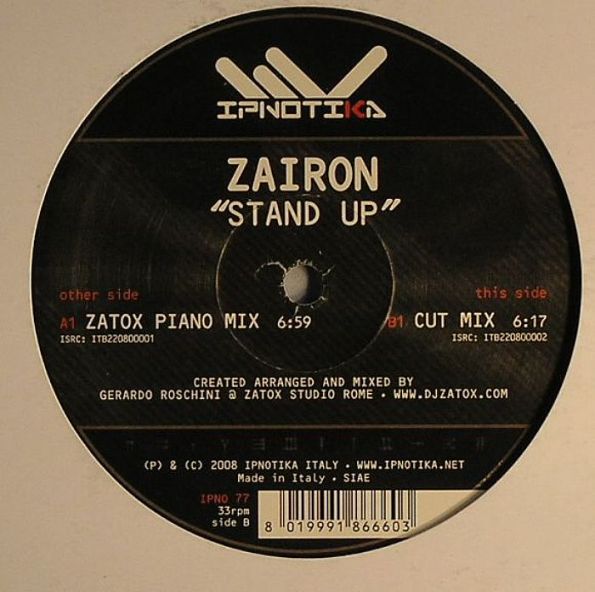 IPNOTIKA
ZAIRON
"STAND UP"
other side
A1 ZATOX PIANO MIX 6:59
ISRC: ITB220800001
this side
B1 CUT MIX 6:17
ISRC: ITB220800002
CREATED ARRANGED AND MIXED BY
GERARDO ROSCHINI @ ZATOX STUDIO ROME • WWW.DJZATOX.COM
(P) & (C) 2008 IPNOTIKA ITALY • WWW.IPNOTIKA.NET
Made in Italy • SIAE
IPNO 77
33rpm
side B
8 019991 866603